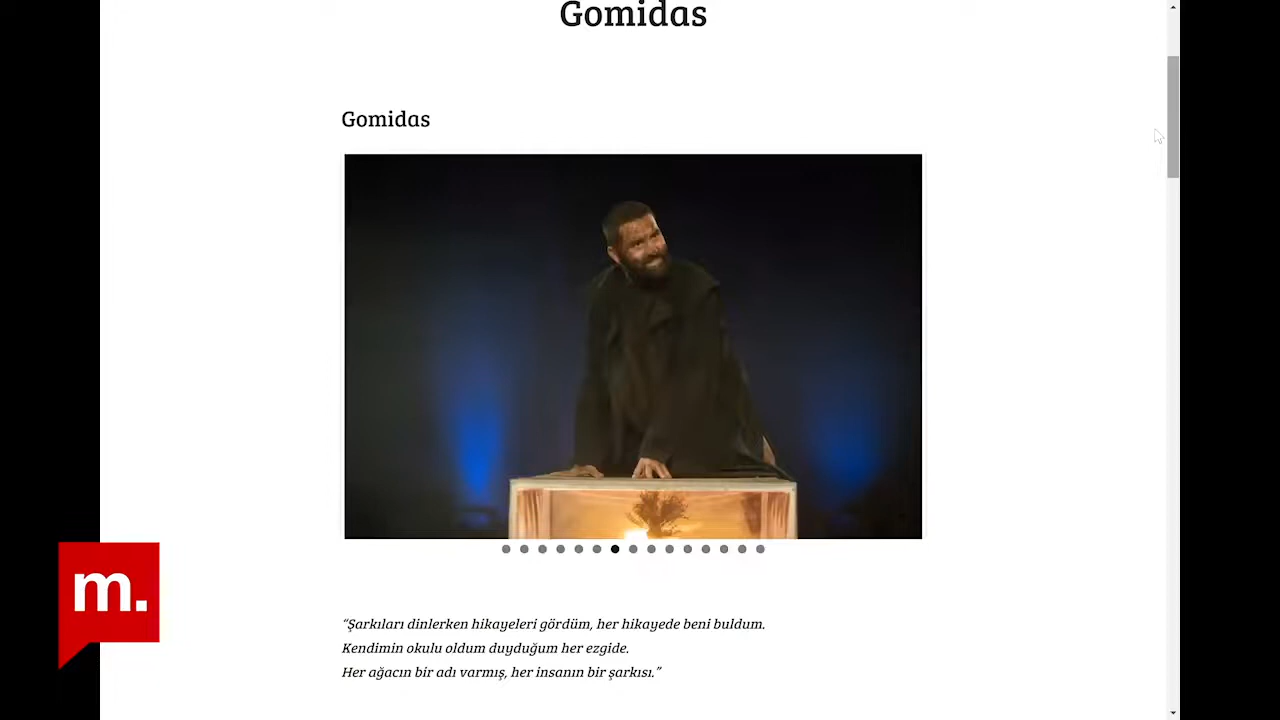 Gomidas
Gomidas
“Şarkıları dinlerken hikayeleri gördüm, her hikayede beni buldum.
Kendimin okulu oldum duyduğum her ezgide.
Her ağacın bir adı varmış, her insanın bir şarkısı.”
m.